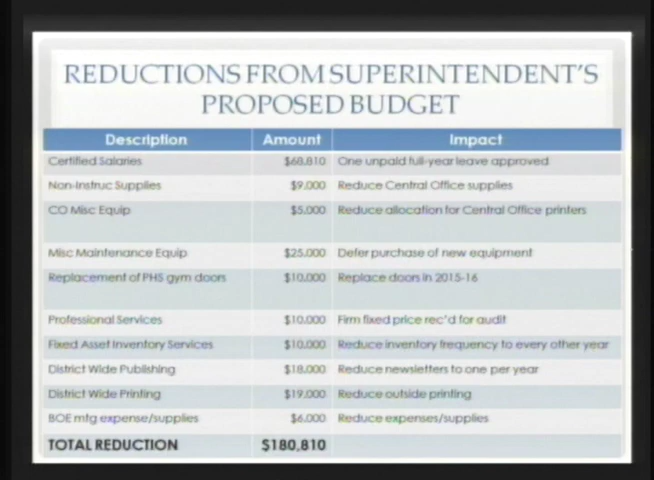 REDUCTIONS FROM SUPERINTENDENT'S
PROPOSED BUDGET
Description Amount Impact
Certified Salaries $68,810 One unpaid full-year leave approved
Non-Instruc Supplies $9,000 Reduce Central Office supplies
CO Misc Equip $5,000 Reduce allocation for Central Office printers
Misc Maintenance Equip $25,000 Defer purchase of new equipment
Replacement of PHS gym doors $10,000 Replace doors in 2015-16
Professional Services $10,000 Firm fixed price rec'd for audit
Fixed Asset Inventory Services $10,000 Reduce inventory frequency to every other year
District Wide Publishing $18,000 Reduce newsletters to one per year
District Wide Printing $19,000 Reduce outside printing
BOE mtg expense/supplies $6,000 Reduce expenses/supplies
TOTAL REDUCTION $180,810